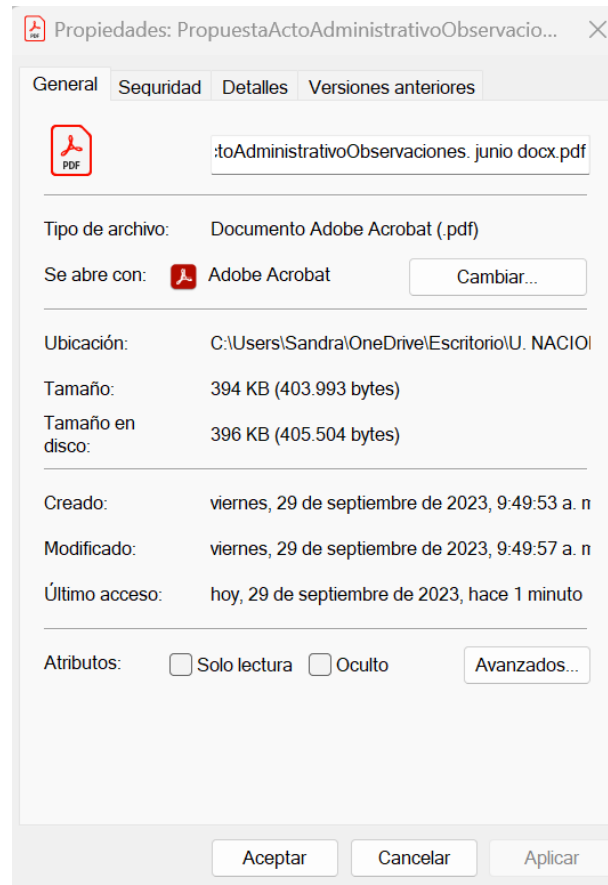 Propiedades: PropuestaActoAdministrativoObservacio...
General Seguridad Detalles Versiones anteriores
PDF
toAdministrativoObservaciones. junio docx.pdf
Tipo de archivo: Documento Adobe Acrobat (.pdf)
Se abre con: Adobe Acrobat Cambiar...
Ubicación: C:\Users\Sandra\OneDrive\Escritorio\U. NACIO
Tamaño: 394 KB (403.993 bytes)
Tamaño en
disco: 396 KB (405.504 bytes)
Creado: viernes, 29 de septiembre de 2023, 9:49:53 a. m
Modificado: viernes, 29 de septiembre de 2023, 9:49:57 a. m
Último acceso: hoy, 29 de septiembre de 2023, hace 1 minuto
Atributos: Solo lectura Oculto Avanzados...
Aceptar Cancelar Aplicar